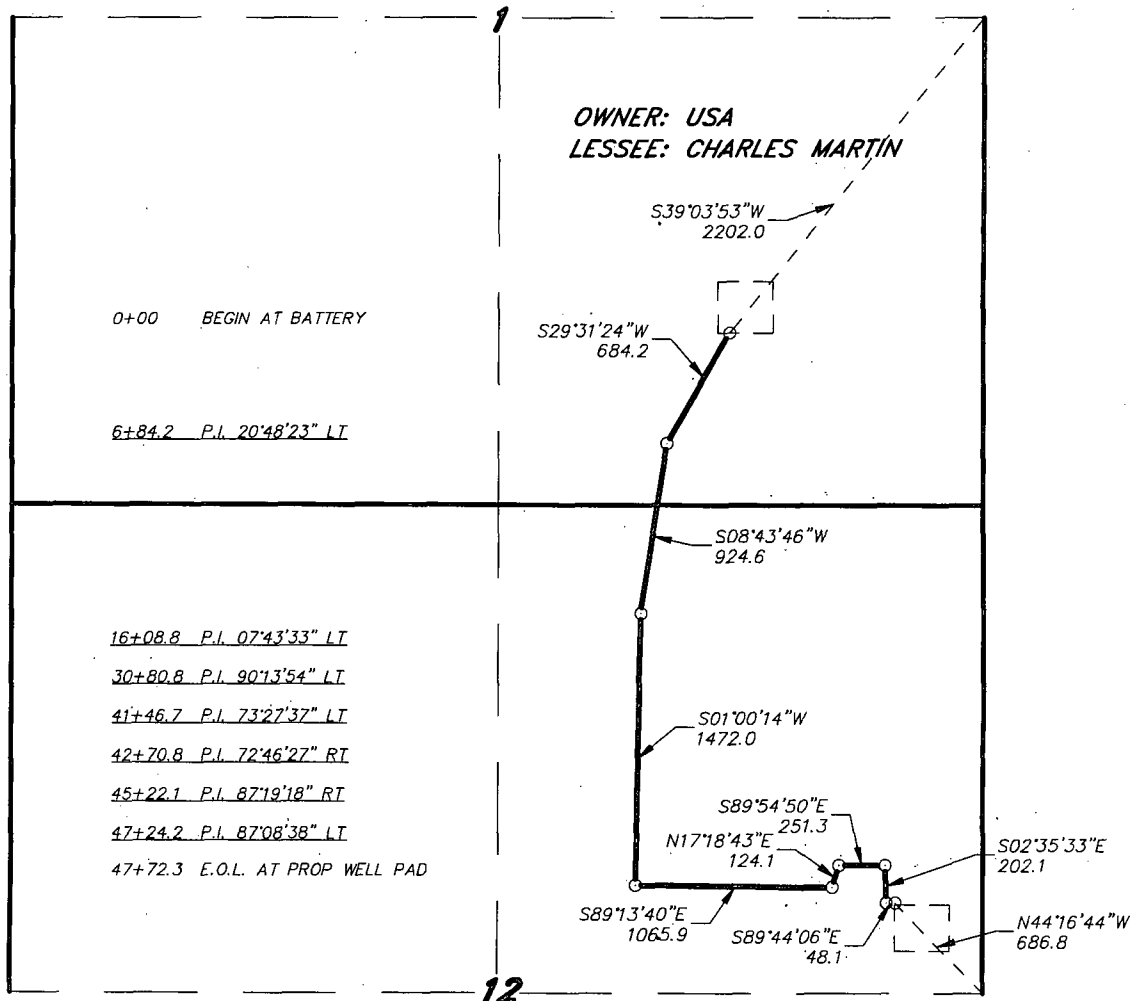 1
OWNER: USA
LESSEE: CHARLES MARTIN
S39°03'53"W
2202.0
0+00 BEGIN AT BATTERY
S29°31'24"W
684.2
6+84.2 P.I. 20°48'23" LT
S08°43'46"W
924.6
16+08.8 P.I. 07°43'33" LT
30+80.8 P.I. 90°13'54" LT
41+46.7 P.I. 73°27'37" LT
42+70.8 P.I. 72°46'27" RT
45+22.1 P.I. 87°19'18" RT
47+24.2 P.I. 87°08'38" LT
47+72.3 E.O.L. AT PROP WELL PAD
S01°00'14"W
1472.0
S89°54'50"E
251.3
N17°18'43"E
124.1
S02°35'33"E
202.1
S89°13'40"E
1065.9
S89°44'06"E
48.1
N44°16'44"W
686.8
12